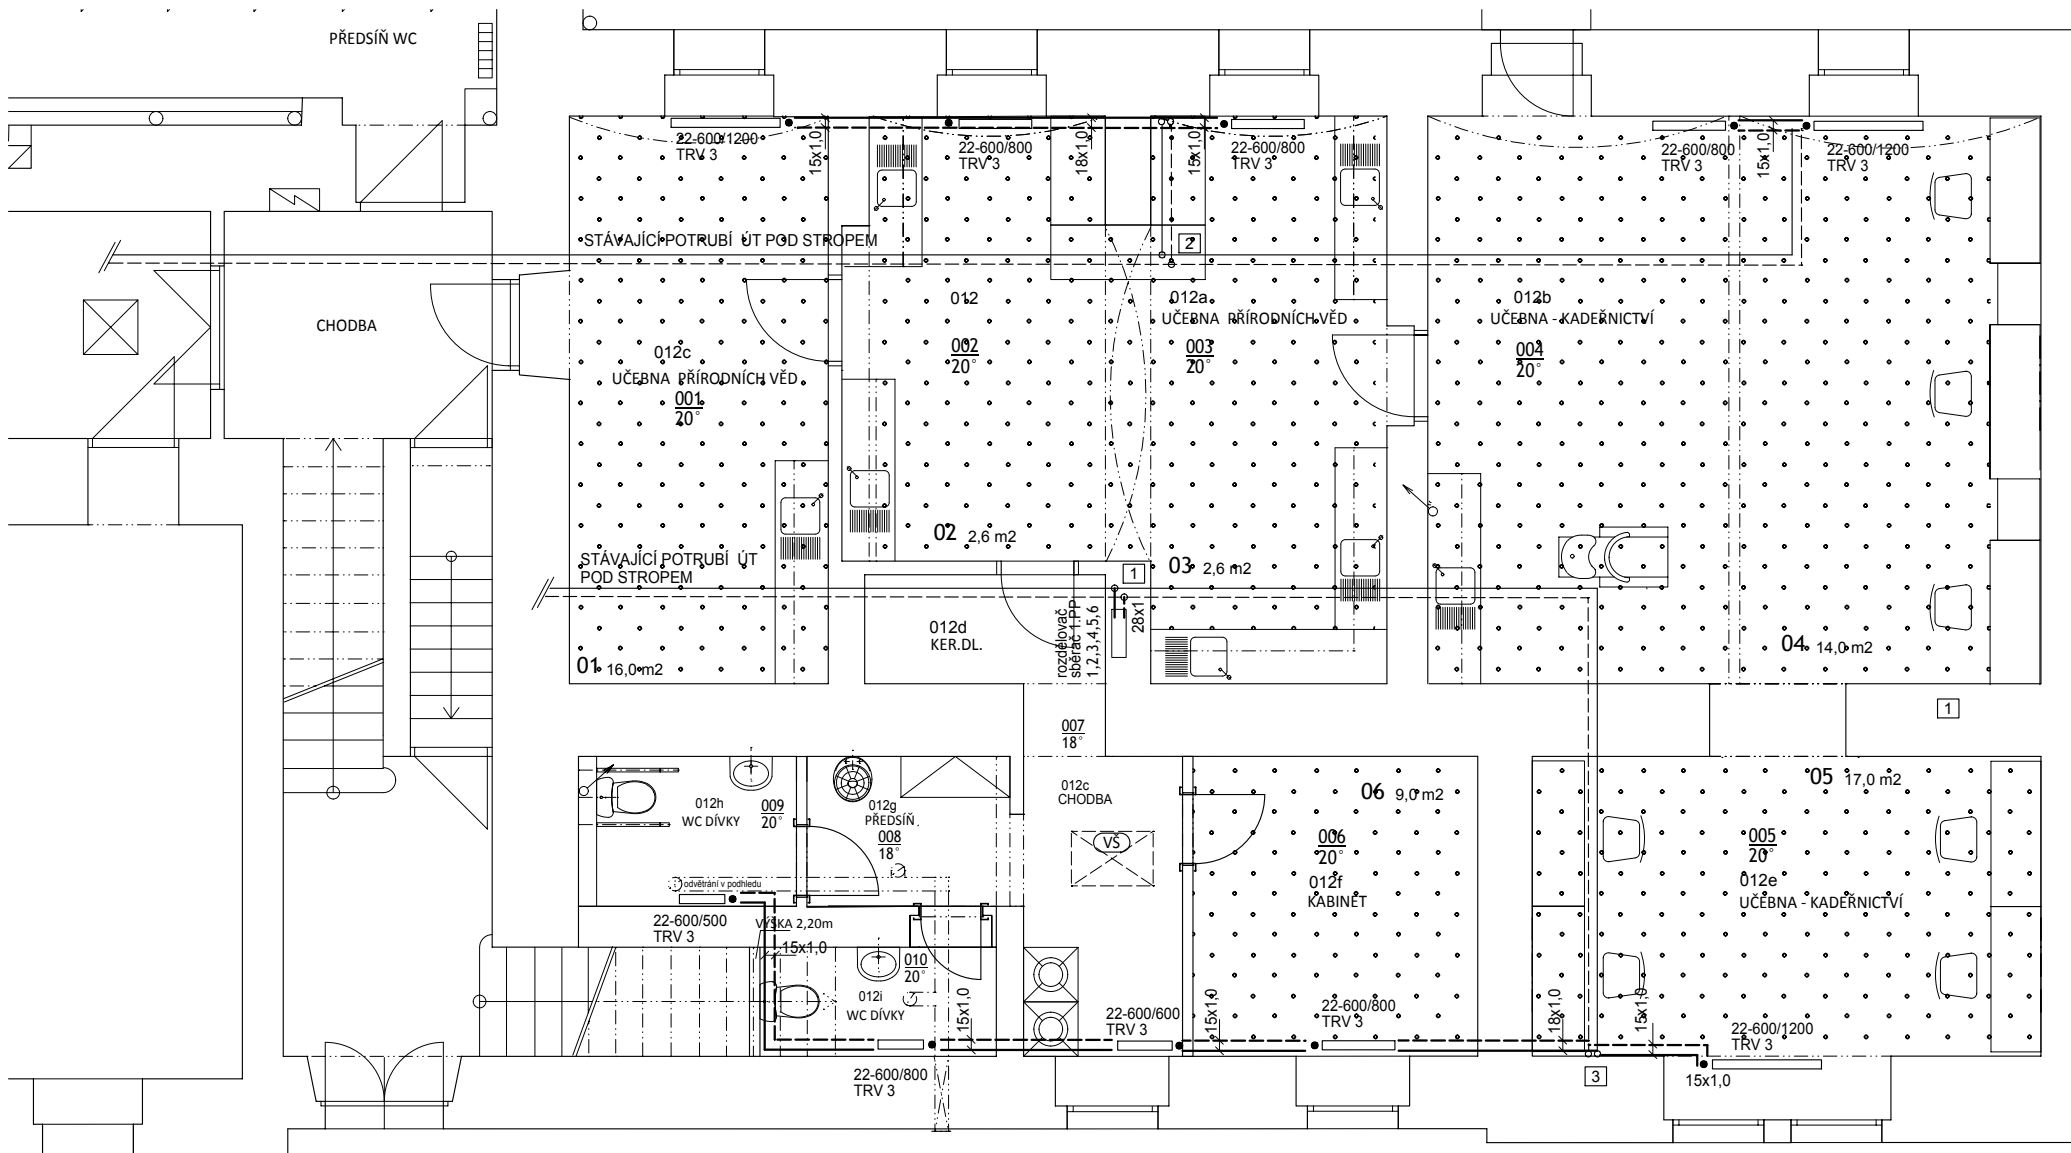 PŘEDSÍŇ WC
22-600/1200
TRV 3
15x1,0
22-600/800
TRV 3
18x1,0
15x1,0
22-600/800
TRV 3
22-600/800
TRV 3
15x1,0
22-600/1200
TRV 3
STÁVAJÍCÍ POTRUBÍ ÚT POD STROPEM
2
CHODBA
012
002
20°
012a
UČEBNA PŘÍRODNÍCH VĚD
003
20°
012b
UČEBNA - KADEŘNICTVÍ
004
20°
012c
UČEBNA PŘÍRODNÍCH VĚD
001
20°
02 2,6 m2
03 2,6 m2
1
STÁVAJÍCÍ POTRUBÍ ÚT
POD STROPEM
012d
KER.DL.
rozdělovač
sběrač 1.PP
1,2,3,4,5,6
28x1
01 16,0 m2
04 14,0 m2
1
007
18°
012c
CHODBA
VŠ
012h
WC DÍVKY
009
20°
012g
PŘEDSÍŇ
008
18°
odvětrání v podhledu
06 9,0 m2
006
20°
012f
KABINET
05 17,0 m2
005
20°
012e
UČEBNA - KADEŘNICTVÍ
22-600/500
TRV 3
VÝŠKA 2,20m
15x1,0
010
20°
012i
WC DÍVKY
15x1,0
22-600/600
TRV 3
15x1,0
22-600/800
TRV 3
18x1,0
15x1,0
22-600/1200
TRV 3
22-600/800
TRV 3
3
15x1,0